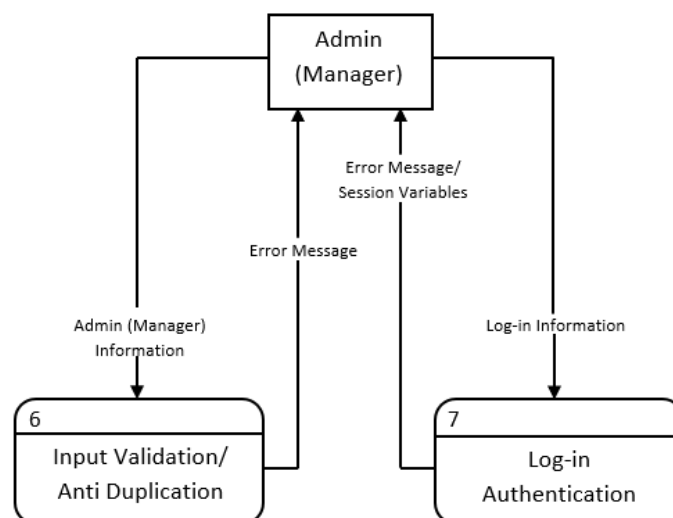 Admin
(Manager)
Error Message/
Session Variables
Error Message
Admin (Manager)
Information
Log-in Information
6
Input Validation/
Anti Duplication
7
Log-in
Authentication